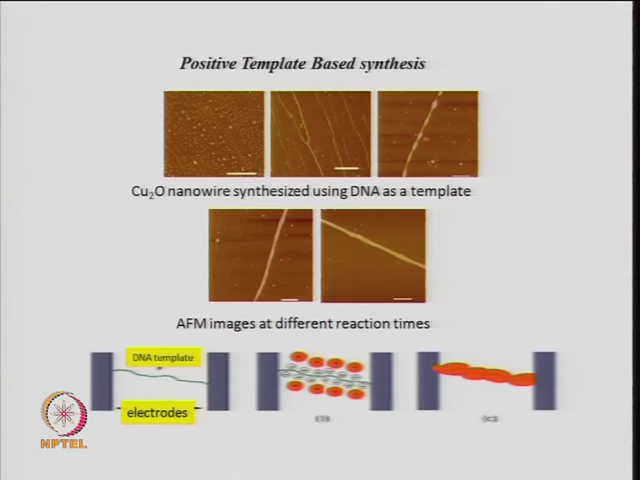 Positive Template Based synthesis
Cu₂O nanowire synthesized using DNA as a template
AFM images at different reaction times
DNA template
electrodes
NPTEL